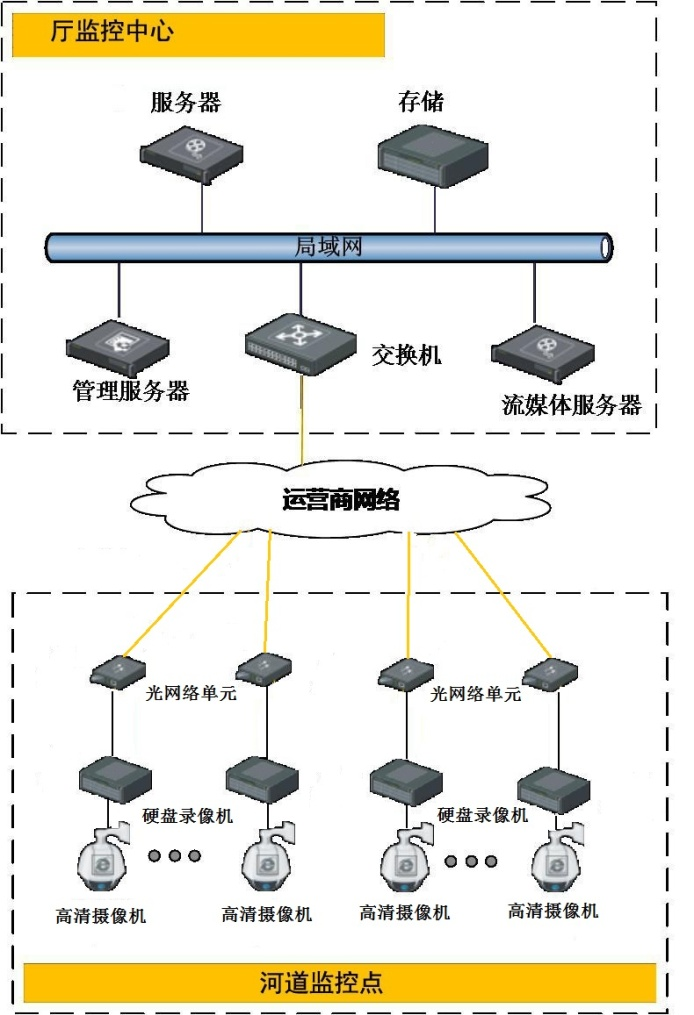 厅监控中心
服务器
存储
局域网
管理服务器
交换机
流媒体服务器
运营商网络
光网络单元
光网络单元
硬盘录像机
硬盘录像机
高清摄像机
高清摄像机
高清摄像机
高清摄像机
河道监控点